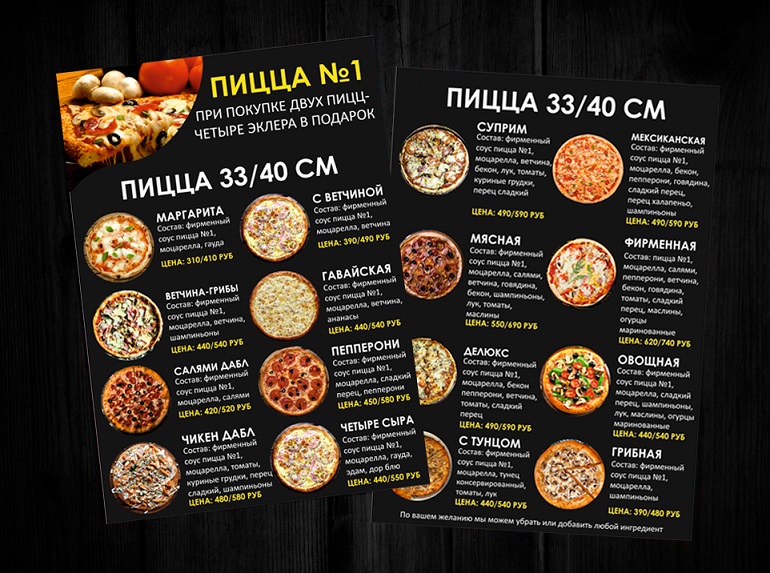 ПИЦЦА №1
ПРИ ПОКУПКЕ ДВУХ ПИЦЦ-
ЧЕТЫРЕ ЭКЛЕРА В ПОДАРОК
ПИЦЦА 33/40 СМ
МАРГАРИТА
Состав: фирменный
соус пицца №1,
моцарелла, гауда
ЦЕНА: 310/410 РУБ
С ВЕТЧИНОЙ
Состав: фирменный
соус пицца №1,
моцарелла, ветчина
ЦЕНА: 390/490 РУБ
ВЕТЧИНА-ГРИБЫ
Состав: фирменный
соус пицца №1,
моцарелла, ветчина,
шампиньоны
ЦЕНА: 440/540 РУБ
ГАВАЙСКАЯ
Состав: фирменный
соус пицца №1,
моцарелла, ветчина,
ананасы
ЦЕНА: 440/540 РУБ
САЛЯМИ ДАБЛ
Состав: фирменный
соус пицца №1,
моцарелла, салями
ЦЕНА: 420/520 РУБ
ПЕППЕРОНИ
Состав: фирменный
соус пицца №1,
моцарелла, сладкий
перец, пепперони
ЦЕНА: 450/580 РУБ
ЧИКЕН ДАБЛ
Состав: фирменный
соус пицца №1,
моцарелла, томаты,
куриные грудки, перец
сладкий, шампиньоны
ЦЕНА: 480/580 РУБ
ЧЕТЫРЕ СЫРА
Состав: фирменный
соус пицца №1,
моцарелла, гауда,
эдам, дор блю
ЦЕНА: 440/550 РУБ
ПИЦЦА 33/40 СМ
СУПРИМ
Состав: фирменный
соус пицца №1,
моцарелла, ветчина,
бекон, лук, томаты,
куриные грудки,
перец сладкий
ЦЕНА: 490/590 РУБ
МЕКСИКАНСКАЯ
Состав: фирменный
соус пицца №1,
моцарелла, бекон,
пепперони, говядина,
сладкий перец,
перец халапеньо,
шампиньоны
ЦЕНА: 490/590 РУБ
МЯСНАЯ
Состав: фирменный
соус пицца №1,
моцарелла, салями,
ветчина, говядина,
бекон, шампиньоны,
лук, томаты,
маслины
ЦЕНА: 550/690 РУБ
ФИРМЕННАЯ
Состав: фирменный
соус: пицца №1,
моцарелла, салями,
пепперони, ветчина,
бекон, говядина,
томаты, сладкий
перец, маслины,
огурцы
маринованные
ЦЕНА: 620/740 РУБ
ДЕЛЮКС
Состав: фирменный
соус пицца №1,
моцарелла, бекон
пепперони, ветчина,
томаты, сладкий
перец
ЦЕНА: 490/590 РУБ
ОВОЩНАЯ
Состав: фирменный
соус пицца №1,
моцарелла, сладкий
перец, шампиньоны,
лук, маслины, огурцы
маринованные
ЦЕНА: 440/540 РУБ
С ТУНЦОМ
Состав: фирменный
соус пицца №1,
моцарелла, тунец
консервированный,
томаты, лук
ЦЕНА: 440/540 РУБ
ГРИБНАЯ
Состав: фирменный
соус пицца №1,
моцарелла,
шампиньоны
ЦЕНА: 390/480 РУБ
По вашем желанию мы можем убрать или добавить любой ингредиент